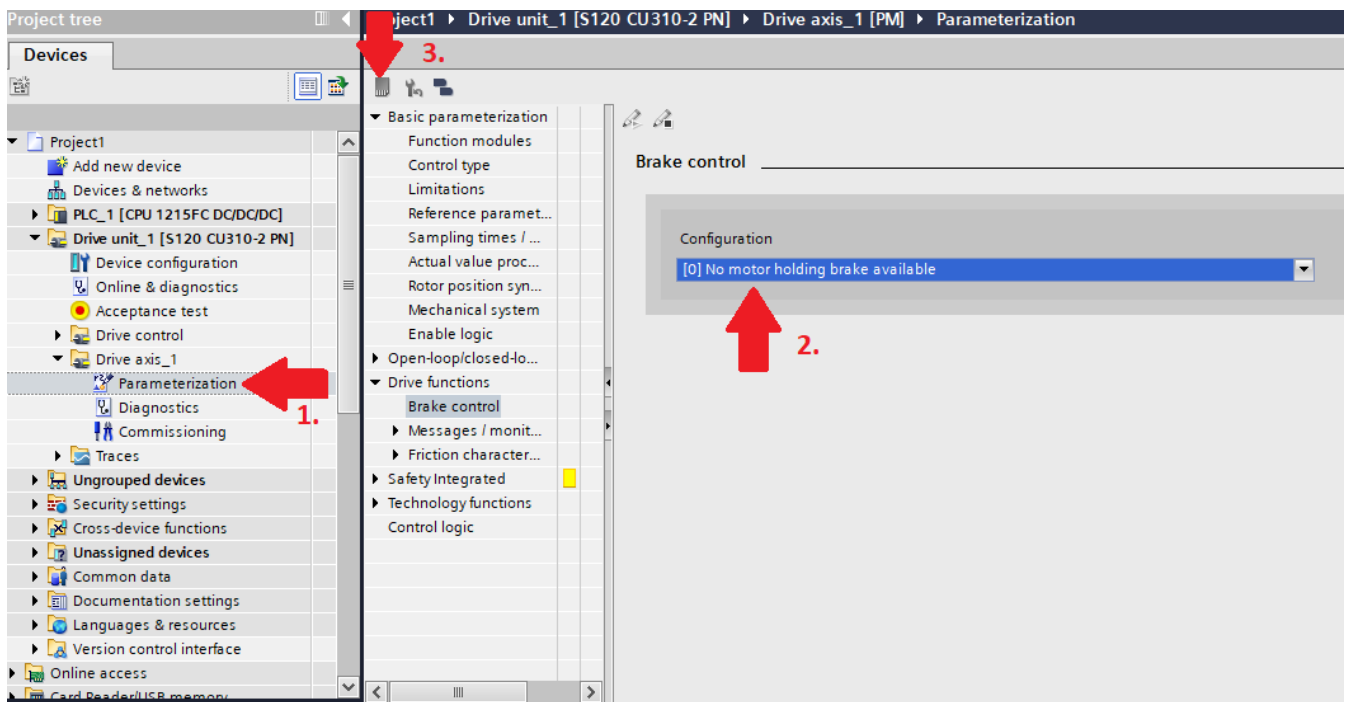 Project tree
Project1 ▸ Drive unit_1 [S120 CU310-2 PN] ▸ Drive axis_1 [PM] ▸ Parameterization
Devices
3.
Project1
Add new device
Devices & networks
PLC_1 [CPU 1215FC DC/DC/DC]
Drive unit_1 [S120 CU310-2 PN]
Device configuration
Online & diagnostics
Acceptance test
Drive control
Drive axis_1
Parameterization
1.
Diagnostics
Commissioning
Traces
Ungrouped devices
Security settings
Cross-device functions
Unassigned devices
Common data
Documentation settings
Languages & resources
Version control interface
Online access
Card Reader/USB memory
Basic parameterization
Function modules
Control type
Limitations
Reference paramet...
Sampling times / ...
Actual value proc...
Rotor position syn...
Mechanical system
Enable logic
Open-loop/closed-lo...
Drive functions
Brake control
Messages / monit...
Friction character...
Safety Integrated
Technology functions
Control logic
Brake control
Configuration
[0] No motor holding brake available
2.